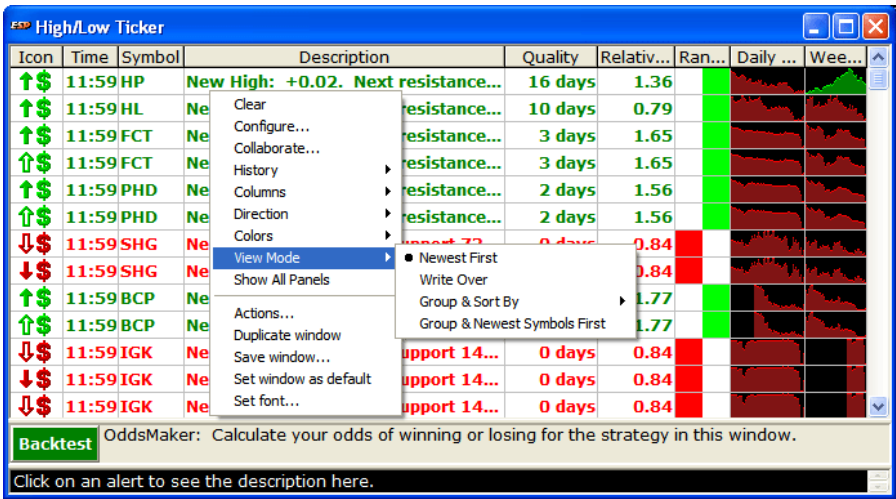 ESP High/Low Ticker
Icon Time Symbol Description Quality Relativ... Ran... Daily ... Wee...
$ 11:59 HP New High: +0.02. Next resistance... 16 days 1.36
$ 11:59 HL Ne esistance... 10 days 0.79
$ 11:59 FCT Ne esistance... 3 days 1.65
$ 11:59 FCT Ne resistance... 3 days 1.65
$ 11:59 PHD Ne resistance... 2 days 1.56
$ 11:59 PHD Ne resistance... 2 days 1.56
$ 11:59 SHG Ne 0 days 0.84
$ 11:59 SHG Ne 0.84
$ 11:59 BCP Ne 1.77
$ 11:59 BCP Ne 1.77
$ 11:59 IGK Ne upport 14... 0 days 0.84
$ 11:59 IGK Ne upport 14... 0 days 0.84
$ 11:59 IGK Ne upport 14... 0 days 0.84
Clear
Configure...
Collaborate...
History
Columns
Direction
Colors
View Mode
Show All Panels
Actions...
Duplicate window
Save window...
Set window as default
Set font...
Newest First
Write Over
Group & Sort By
Group & Newest Symbols First
Backtest OddsMaker: Calculate your odds of winning or losing for the strategy in this window.
Click on an alert to see the description here.